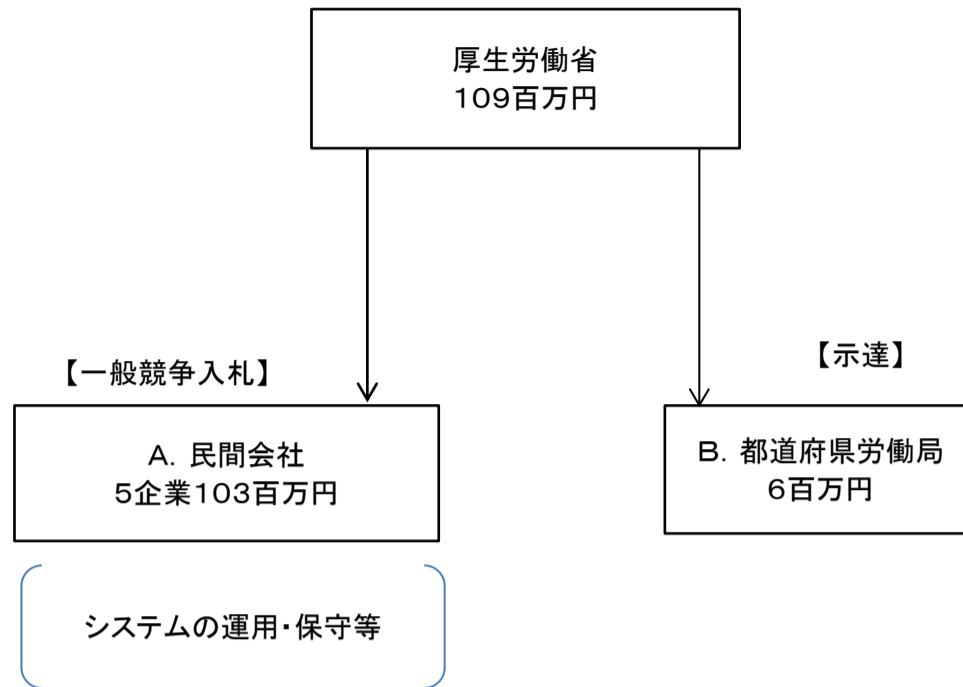 厚生労働省
109百万円
【一般競争入札】
【示達】
A. 民間会社
5企業103百万円
B. 都道府県労働局
6百万円
システムの運用・保守等